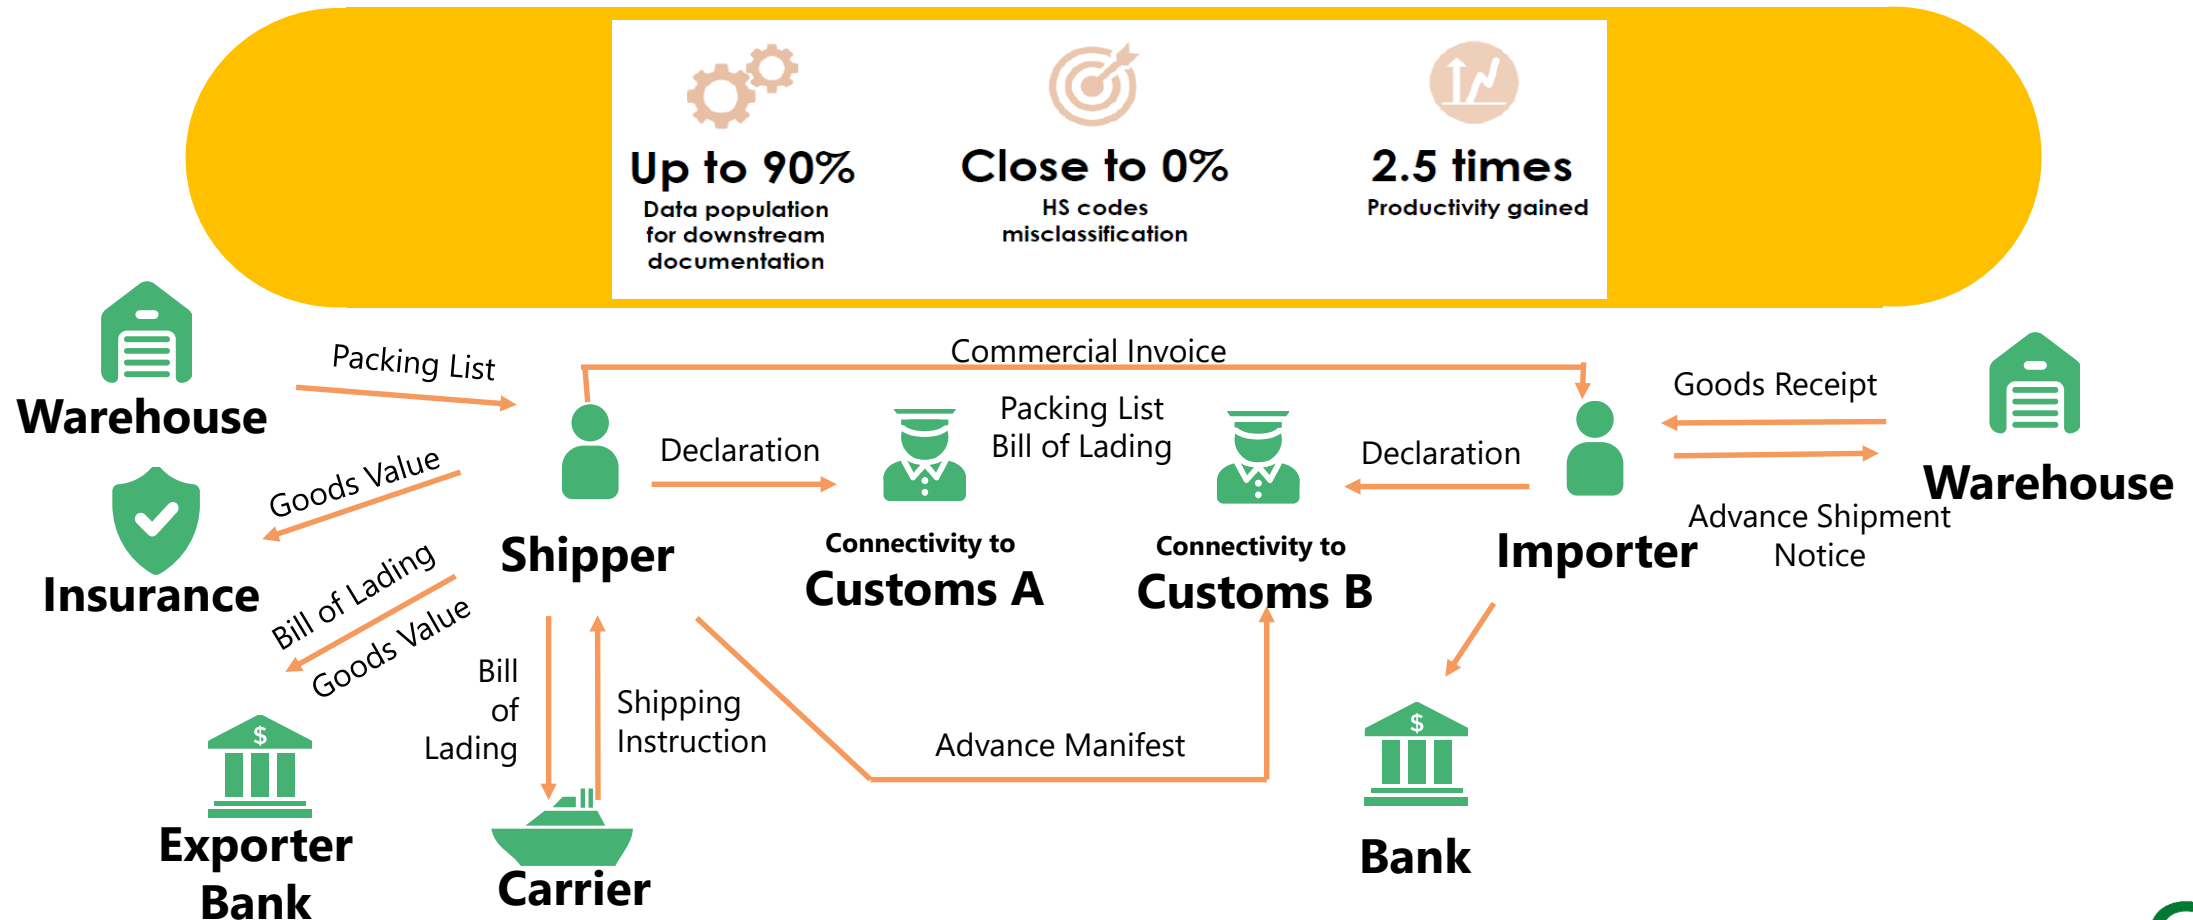 Up to 90%
Data population
for downstream
documentation
Close to 0%
HS codes
misclassification
2.5 times
Productivity gained
Warehouse
Packing List
Commercial Invoice
Packing List
Bill of Lading
Goods Receipt
Warehouse
Advance Shipment
Notice
Insurance
Goods Value
Shipper
Declaration
Connectivity to
Customs A
Connectivity to
Customs B
Declaration
Importer
Bill of Lading
Goods Value
Exporter
Bank
$
Bill
of
Lading
Shipping
Instruction
Carrier
Advance Manifest
$
Bank